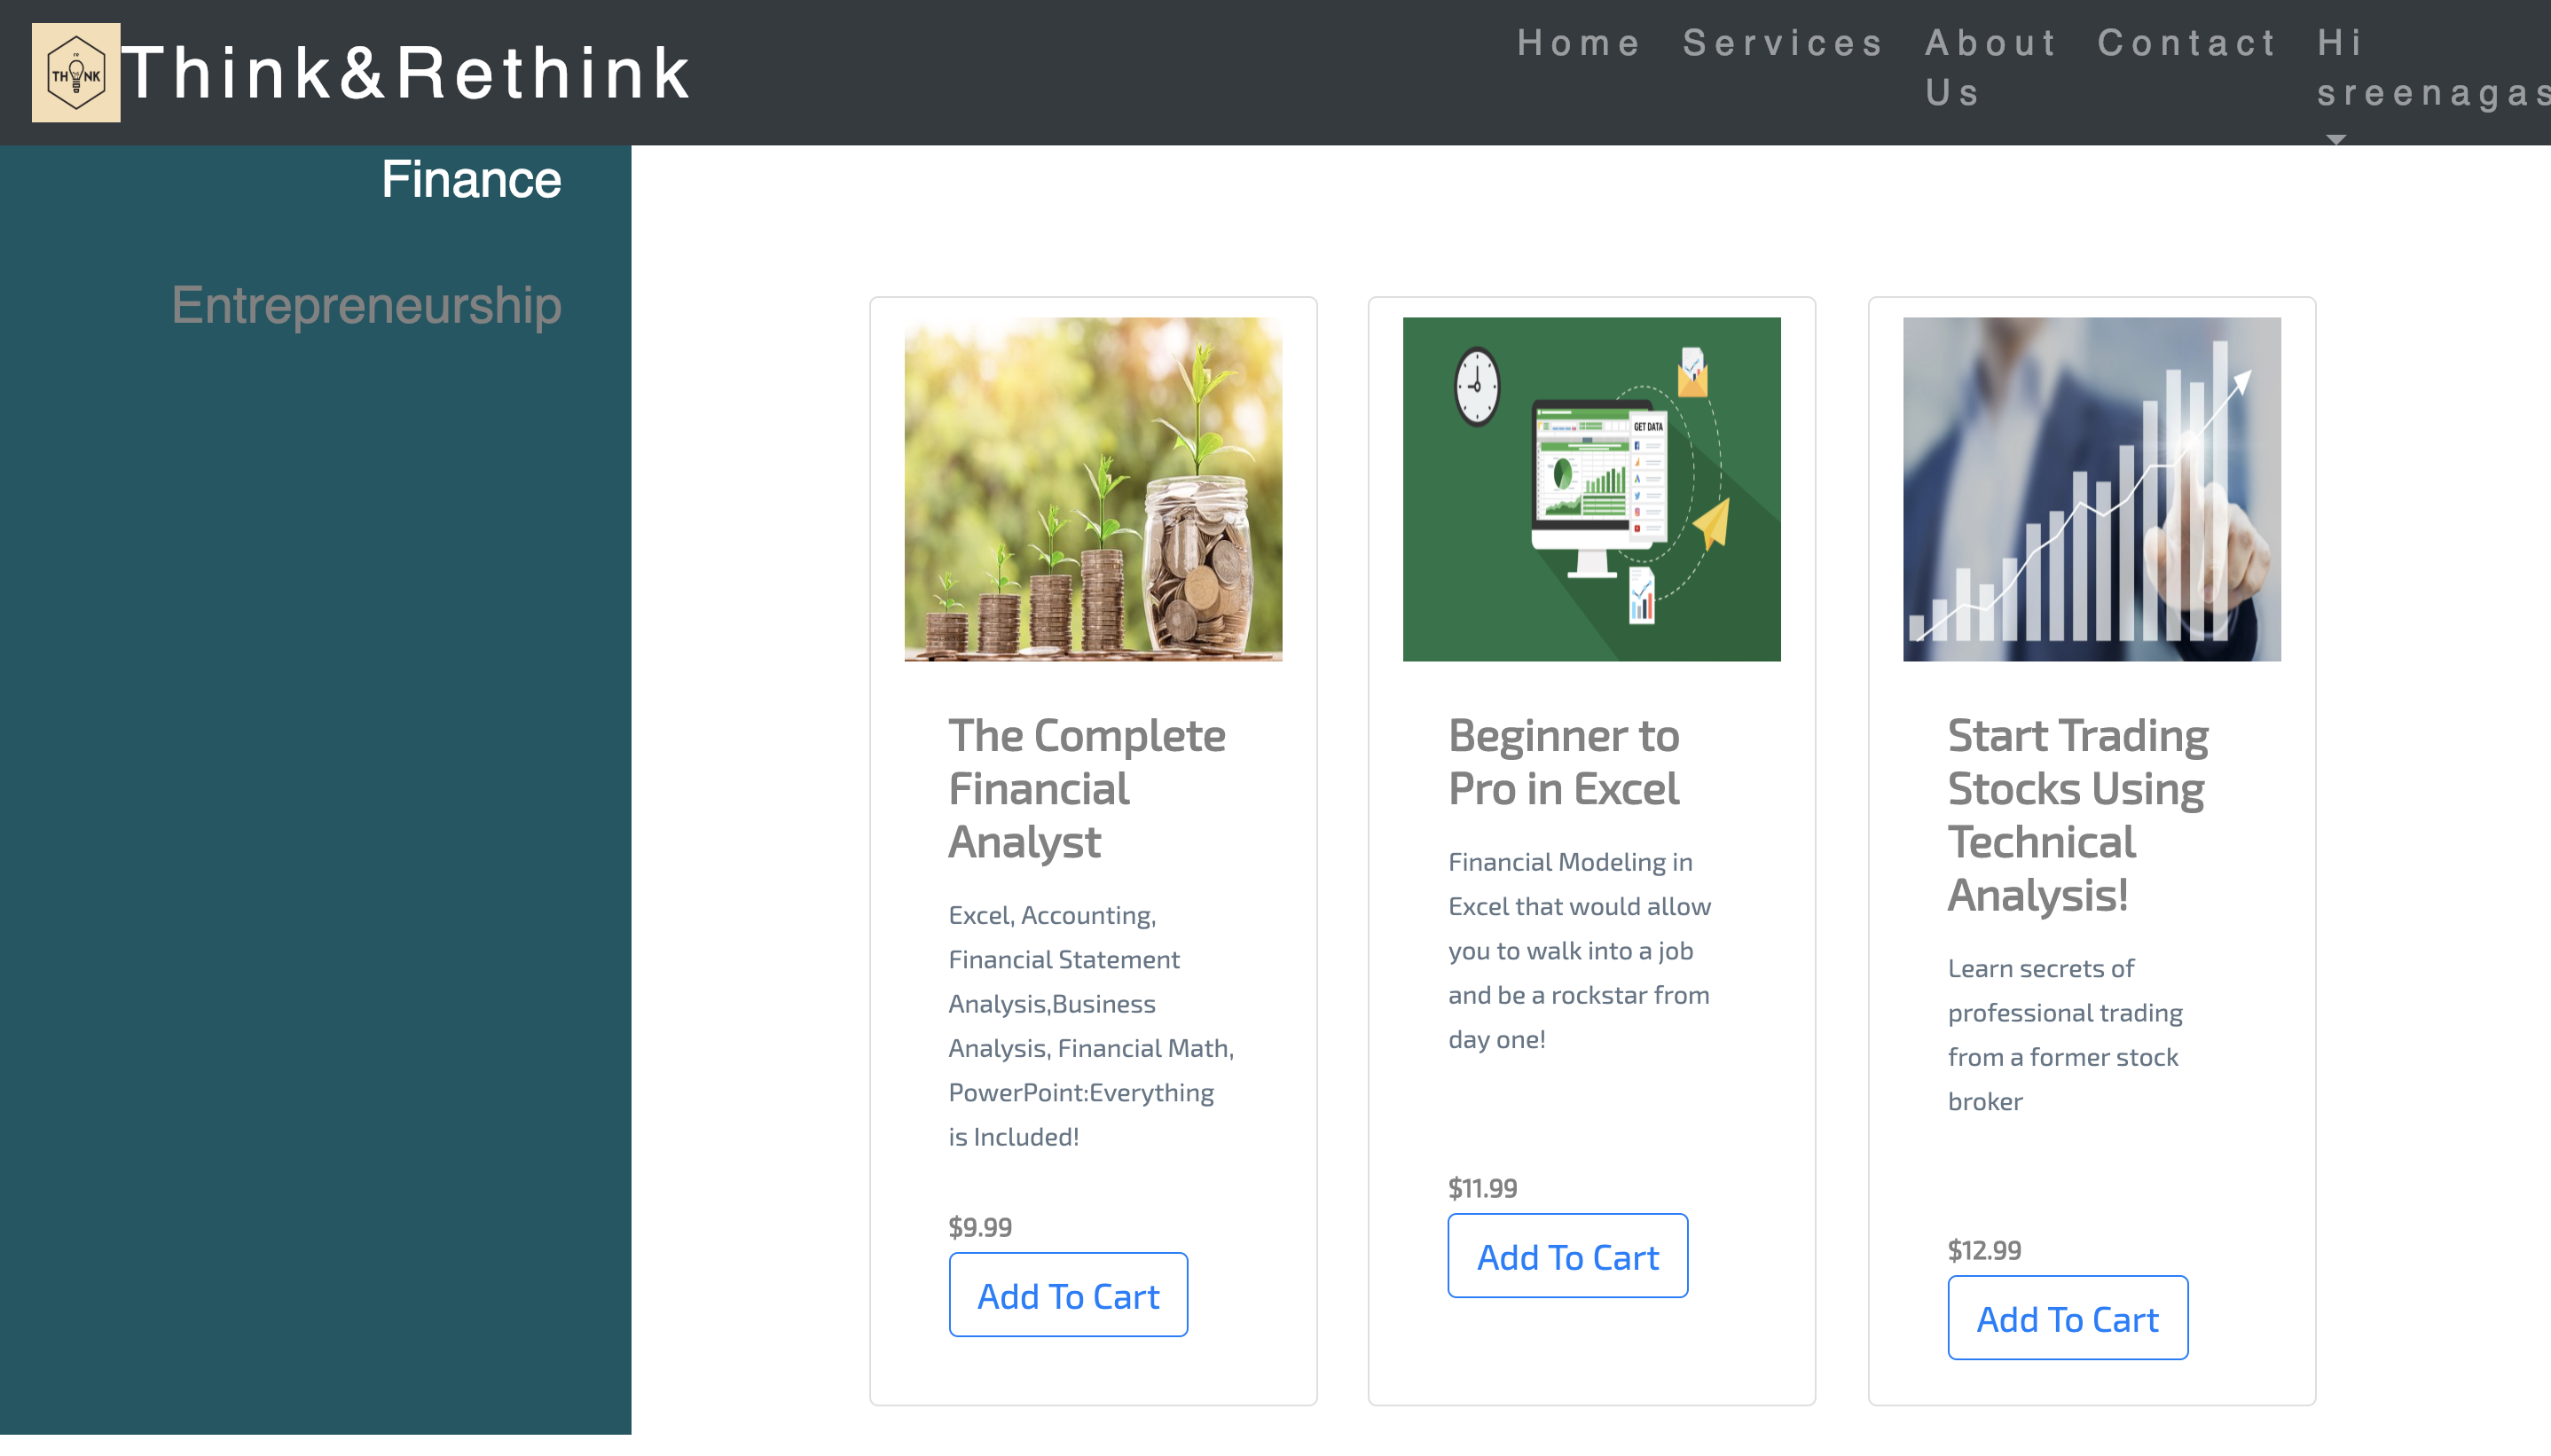 re
TH NK
Think&Rethink
Home Services About Contact Hi
Us sreenagas
Finance
Entrepreneurship
GET DATA
The Complete
Financial
Analyst
Excel, Accounting,
Financial Statement
Analysis,Business
Analysis, Financial Math,
PowerPoint:Everything
is Included!
$9.99
Add To Cart
Beginner to
Pro in Excel
Financial Modeling in
Excel that would allow
you to walk into a job
and be a rockstar from
day one!
$11.99
Add To Cart
Start Trading
Stocks Using
Technical
Analysis!
Learn secrets of
professional trading
from a former stock
broker
$12.99
Add To Cart